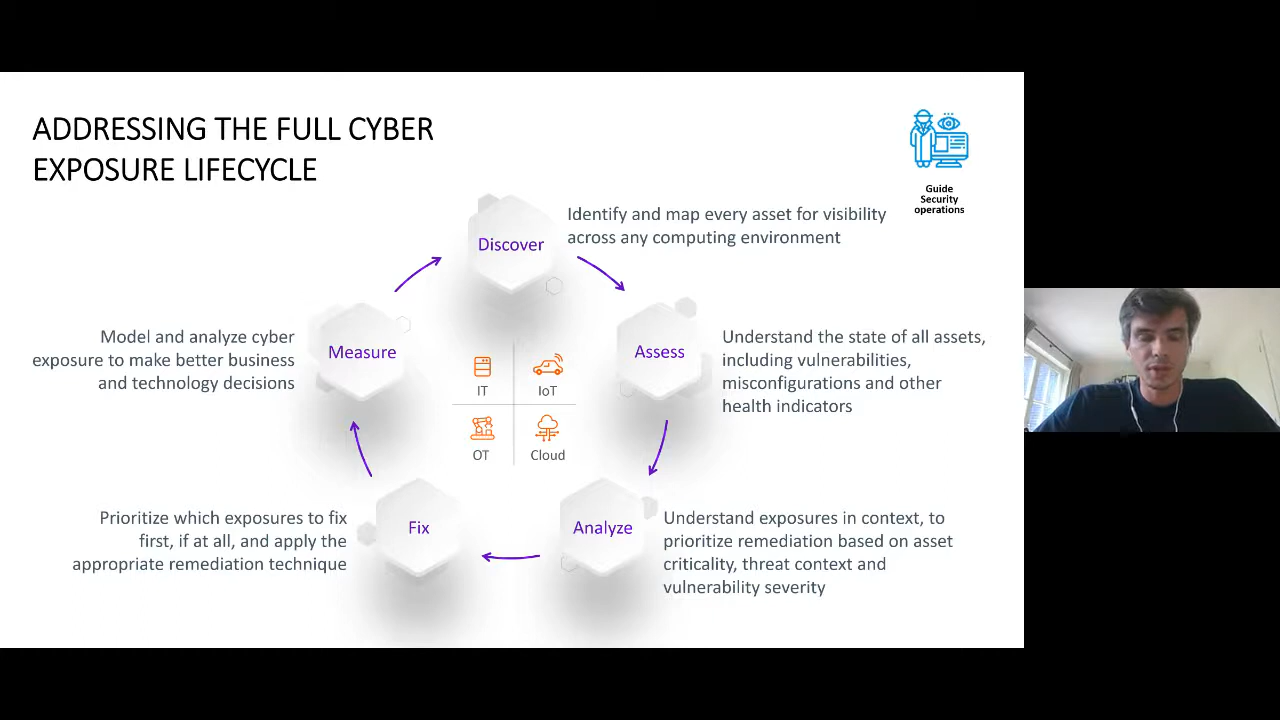 ADDRESSING THE FULL CYBER
EXPOSURE LIFECYCLE
Guide
Security
operations
Discover
Identify and map every asset for visibility
across any computing environment
Measure
Model and analyze cyber
exposure to make better business
and technology decisions
Assess
Understand the state of all assets,
including vulnerabilities,
misconfigurations and other
health indicators
IT
IoT
OT
Cloud
Fix
Prioritize which exposures to fix
first, if at all, and apply the
appropriate remediation technique
Analyze
Understand exposures in context, to
prioritize remediation based on asset
criticality, threat context and
vulnerability severity